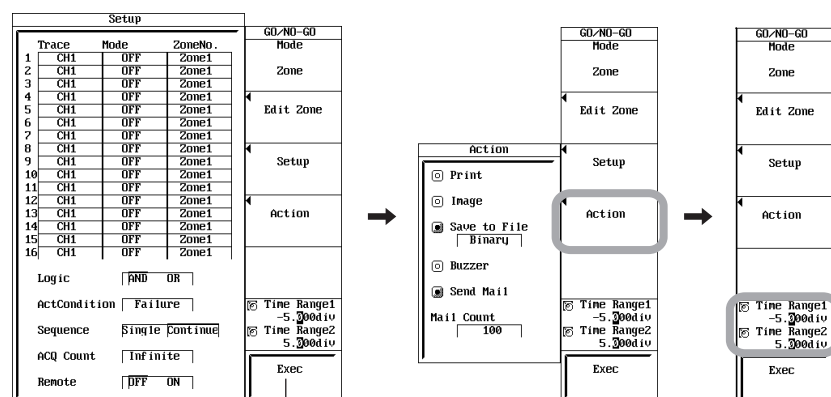 Setup
Trace Mode ZoneNo.
1 CH1 OFF Zone1
2 CH1 OFF Zone1
3 CH1 OFF Zone1
4 CH1 OFF Zone1
5 CH1 OFF Zone1
6 CH1 OFF Zone1
7 CH1 OFF Zone1
8 CH1 OFF Zone1
9 CH1 OFF Zone1
10 CH1 OFF Zone1
11 CH1 OFF Zone1
12 CH1 OFF Zone1
13 CH1 OFF Zone1
14 CH1 OFF Zone1
15 CH1 OFF Zone1
16 CH1 OFF Zone1
Logic AND OR
ActCondition Failure
Sequence Single Continue
ACQ Count Infinite
Remote OFF ON
GO/NO-GO
Mode
Zone
Edit Zone
Setup
Action
Time Range1
-5.000div
Time Range2
5.000div
Exec
Action
Print
Image
Save to File
Binary
Buzzer
Send Mail
Mail Count
100
GO/NO-GO
Mode
Zone
Edit Zone
Setup
Action
Time Range1
-5.000div
Time Range2
5.000div
Exec
GO/NO-GO
Mode
Zone
Edit Zone
Setup
Action
Time Range1
-5.000div
Time Range2
5.000div
Exec